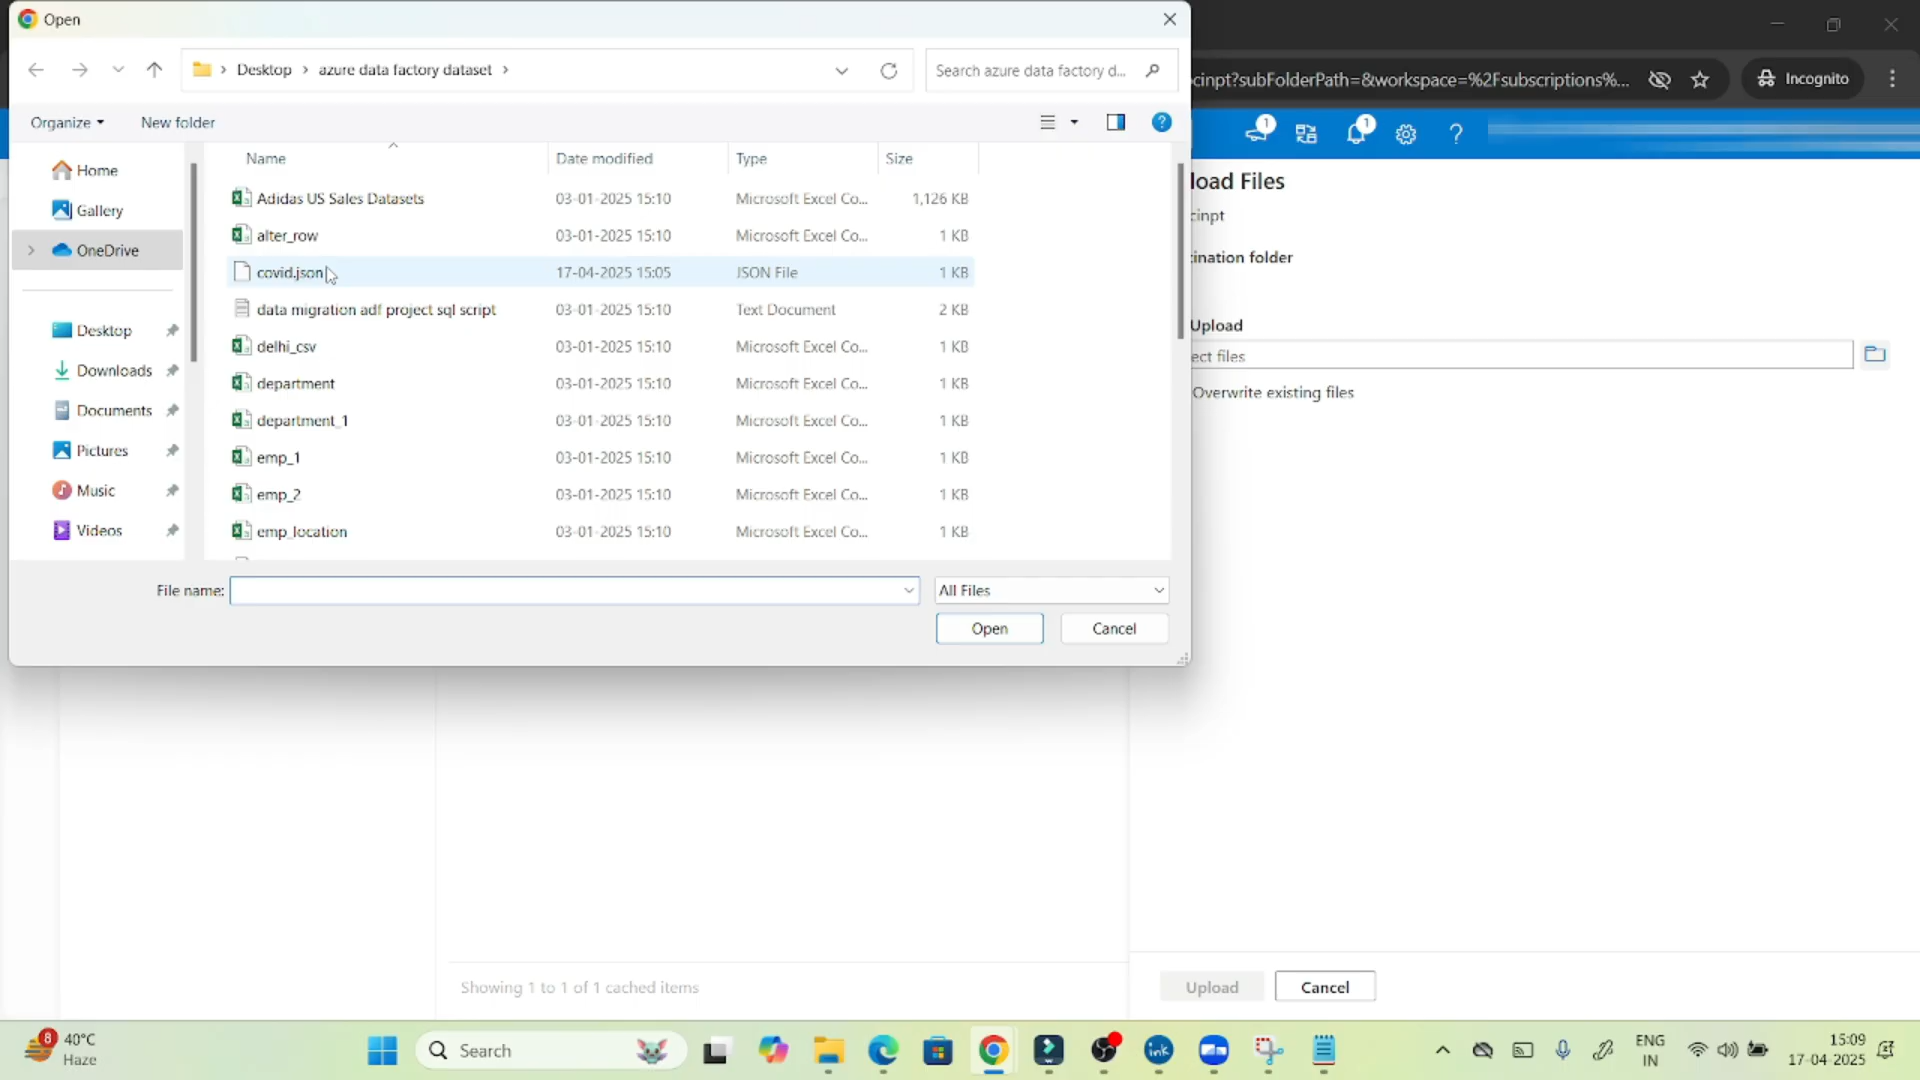 Open
Desktop > azure data factory dataset >
Search azure data factory d...
cinpt?subFolderPath=&workspace=%2Fsubscriptions%...
Incognito
Organize
New folder
1
1
Home
Gallery
OneDrive
Desktop
Downloads
Documents
Pictures
Music
Videos
Name Date modified Type Size
Adidas US Sales Datasets 03-01-2025 15:10 Microsoft Excel Co... 1,126 KB
alter_row 03-01-2025 15:10 Microsoft Excel Co... 1 KB
covid.json 17-04-2025 15:05 JSON File 1 KB
data migration adf project sql script 03-01-2025 15:10 Text Document 2 KB
delhi_csv 03-01-2025 15:10 Microsoft Excel Co... 1 KB
department 03-01-2025 15:10 Microsoft Excel Co... 1 KB
department_1 03-01-2025 15:10 Microsoft Excel Co... 1 KB
emp_1 03-01-2025 15:10 Microsoft Excel Co... 1 KB
emp_2 03-01-2025 15:10 Microsoft Excel Co... 1 KB
emp_location 03-01-2025 15:10 Microsoft Excel Co... 1 KB
File name:
All Files
Open
Cancel
load Files
cinpt
ination folder
Upload
ect files
Overwrite existing files
Showing 1 to 1 of 1 cached items
Upload
Cancel
8
40°C
Haze
Search
ink
ENG
IN
15:09
17-04-2025